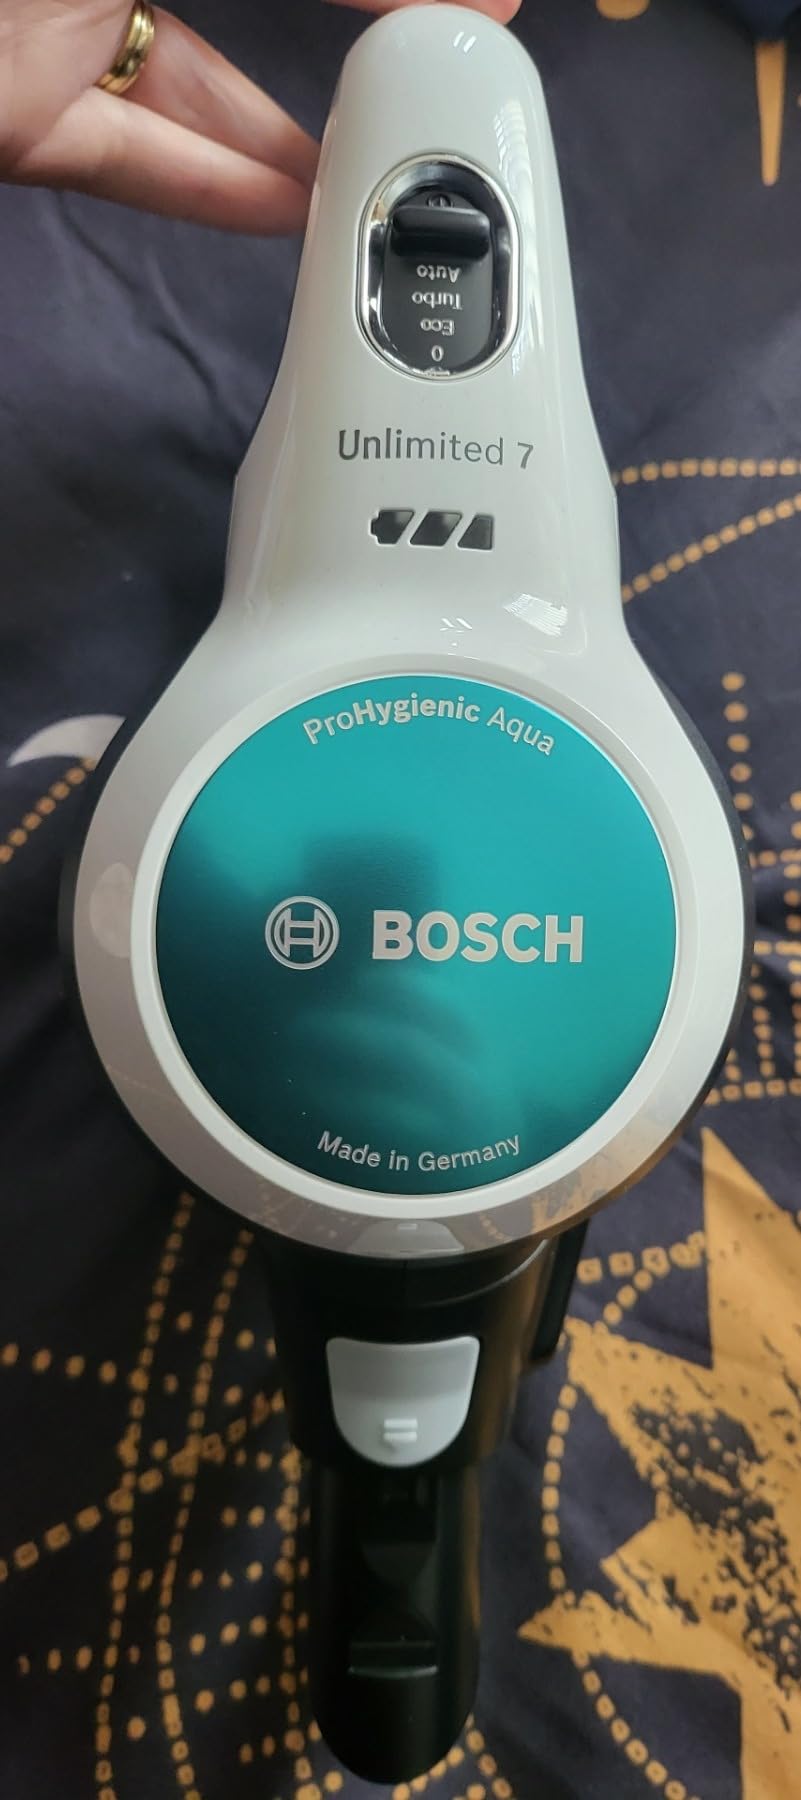 Auto
Turbo
Eco
0
Unlimited 7
ProHygienic Aqua
BOSCH
Made in Germany